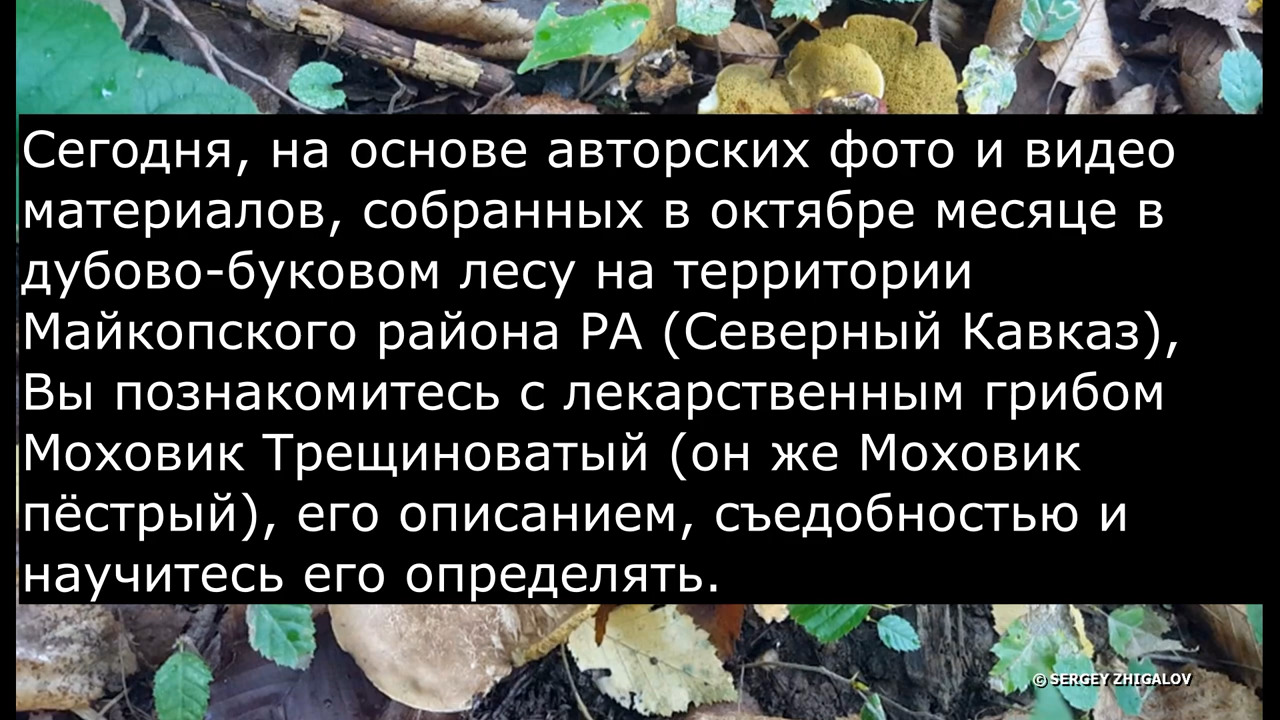 Сегодня, на основе авторских фото и видео
материалов, собранных в октябре месяце в
дубово-буковом лесу на территории
Майкопского района РА (Северный Кавказ),
Вы познакомитесь с лекарственным грибом
Моховик Трещиноватый (он же Моховик
пёстрый), его описанием, съедобностью и
научитесь его определять.
© SERGEY ZHIGALOV